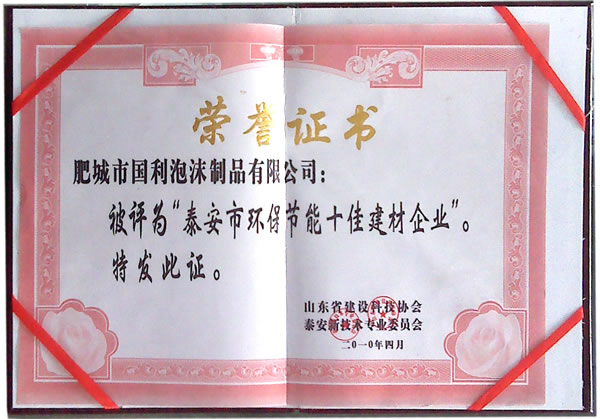 荣誉证书
肥城市国利泡沫制品有限公司：
被评为“泰安市环保节能十佳建材企业”。
特发此证。
山东省建设科技协会
泰安新技术专业委员会
二〇一〇年四月